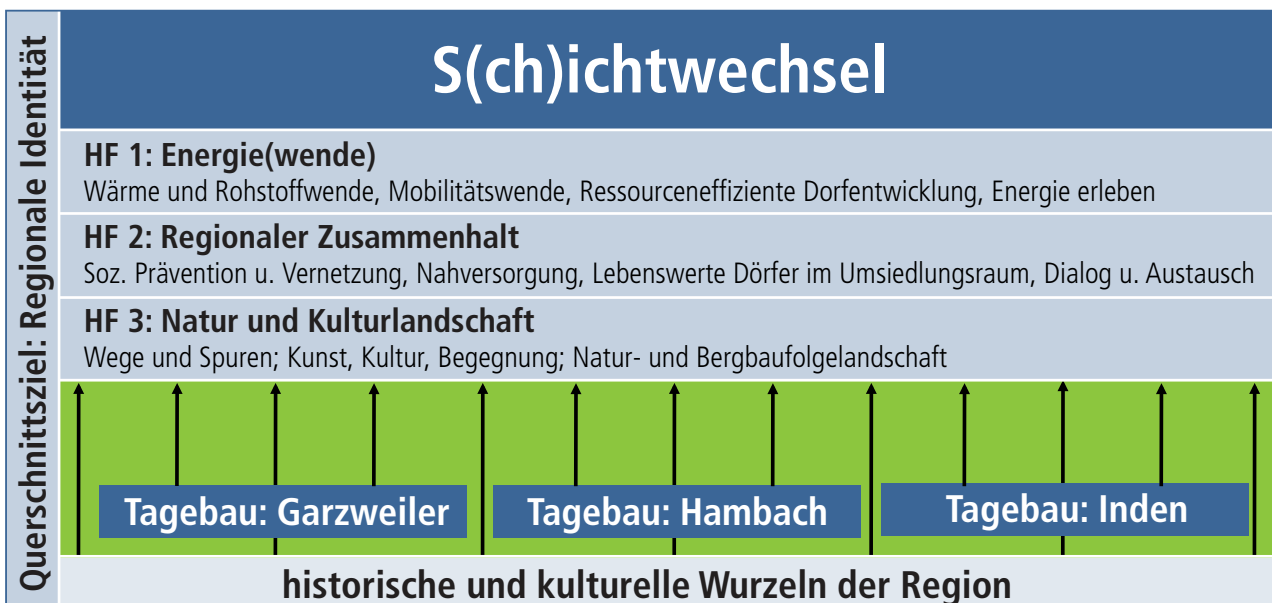 Querschnittsziel: Regionale Identität
S(ch)ichtwechsel
HF 1: Energie(wende)
Wärme und Rohstoffwende, Mobilitätswende, Ressourceneffiziente Dorfentwicklung, Energie erleben
HF 2: Regionaler Zusammenhalt
Soz. Prävention u. Vernetzung, Nahversorgung, Lebenswerte Dörfer im Umsiedlungsraum, Dialog u. Austausch
HF 3: Natur und Kulturlandschaft
Wege und Spuren; Kunst, Kultur, Begegnung; Natur- und Bergbaufolgelandschaft
Tagebau: Garzweiler
Tagebau: Hambach
Tagebau: Inden
historische und kulturelle Wurzeln der Region